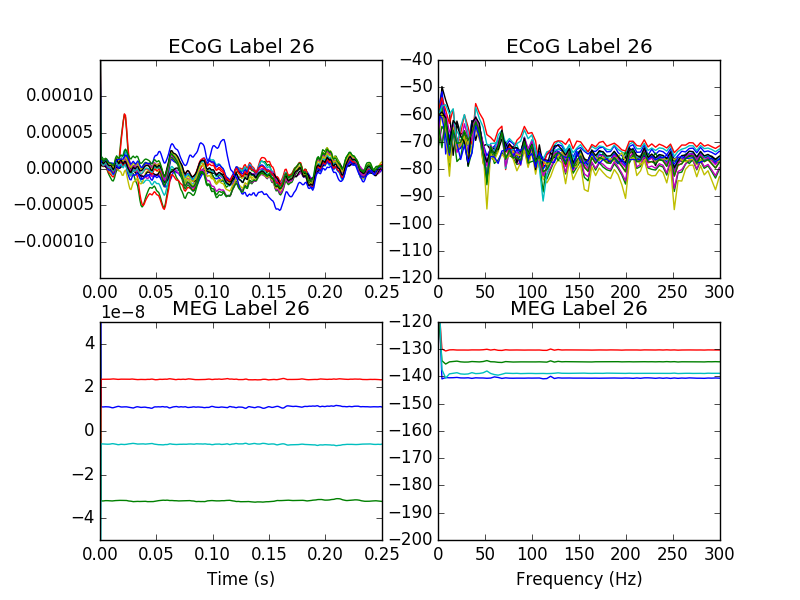 ECoG Label 26
0.00010
0.00005
0.00000
−0.00005
−0.00010
0.00 0.05 0.10 0.15 0.20 0.25
ECoG Label 26
−40
−50
−60
−70
−80
−90
−100
−110
−120
0 50 100 150 200 250 300
1e−8
MEG Label 26
4
2
0
−2
−4
0.00 0.05 0.10 0.15 0.20 0.25
Time (s)
MEG Label 26
−120
−130
−140
−150
−160
−170
−180
−190
−200
0 50 100 150 200 250 300
Frequency (Hz)